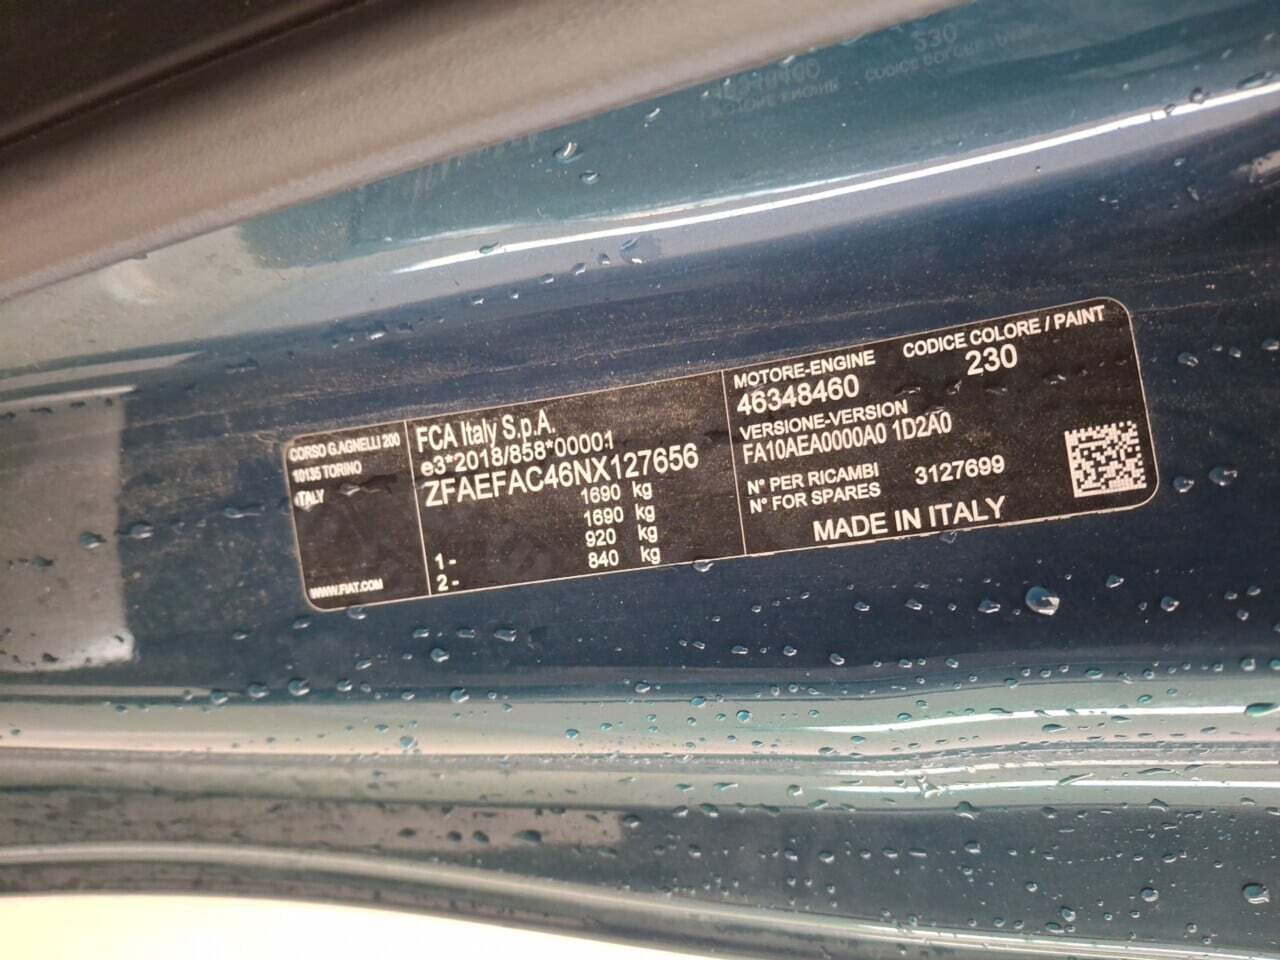 CORSO G.AGNELLI 200
10135 TORINO
ITALY
WWW.FIAT.COM
FCA Italy S.p.A.
e3*2018/858*00001
ZFAEFAC46NX127656
1690 kg
1690 kg
1 - 920 kg
2 - 840 kg
MOTORE-ENGINE
46348460
CODICE COLORE / PAINT
230
VERSIONE-VERSION
FA10AEA0000A0 1D2A0
N° PER RICAMBI
N° FOR SPARES
3127699
MADE IN ITALY